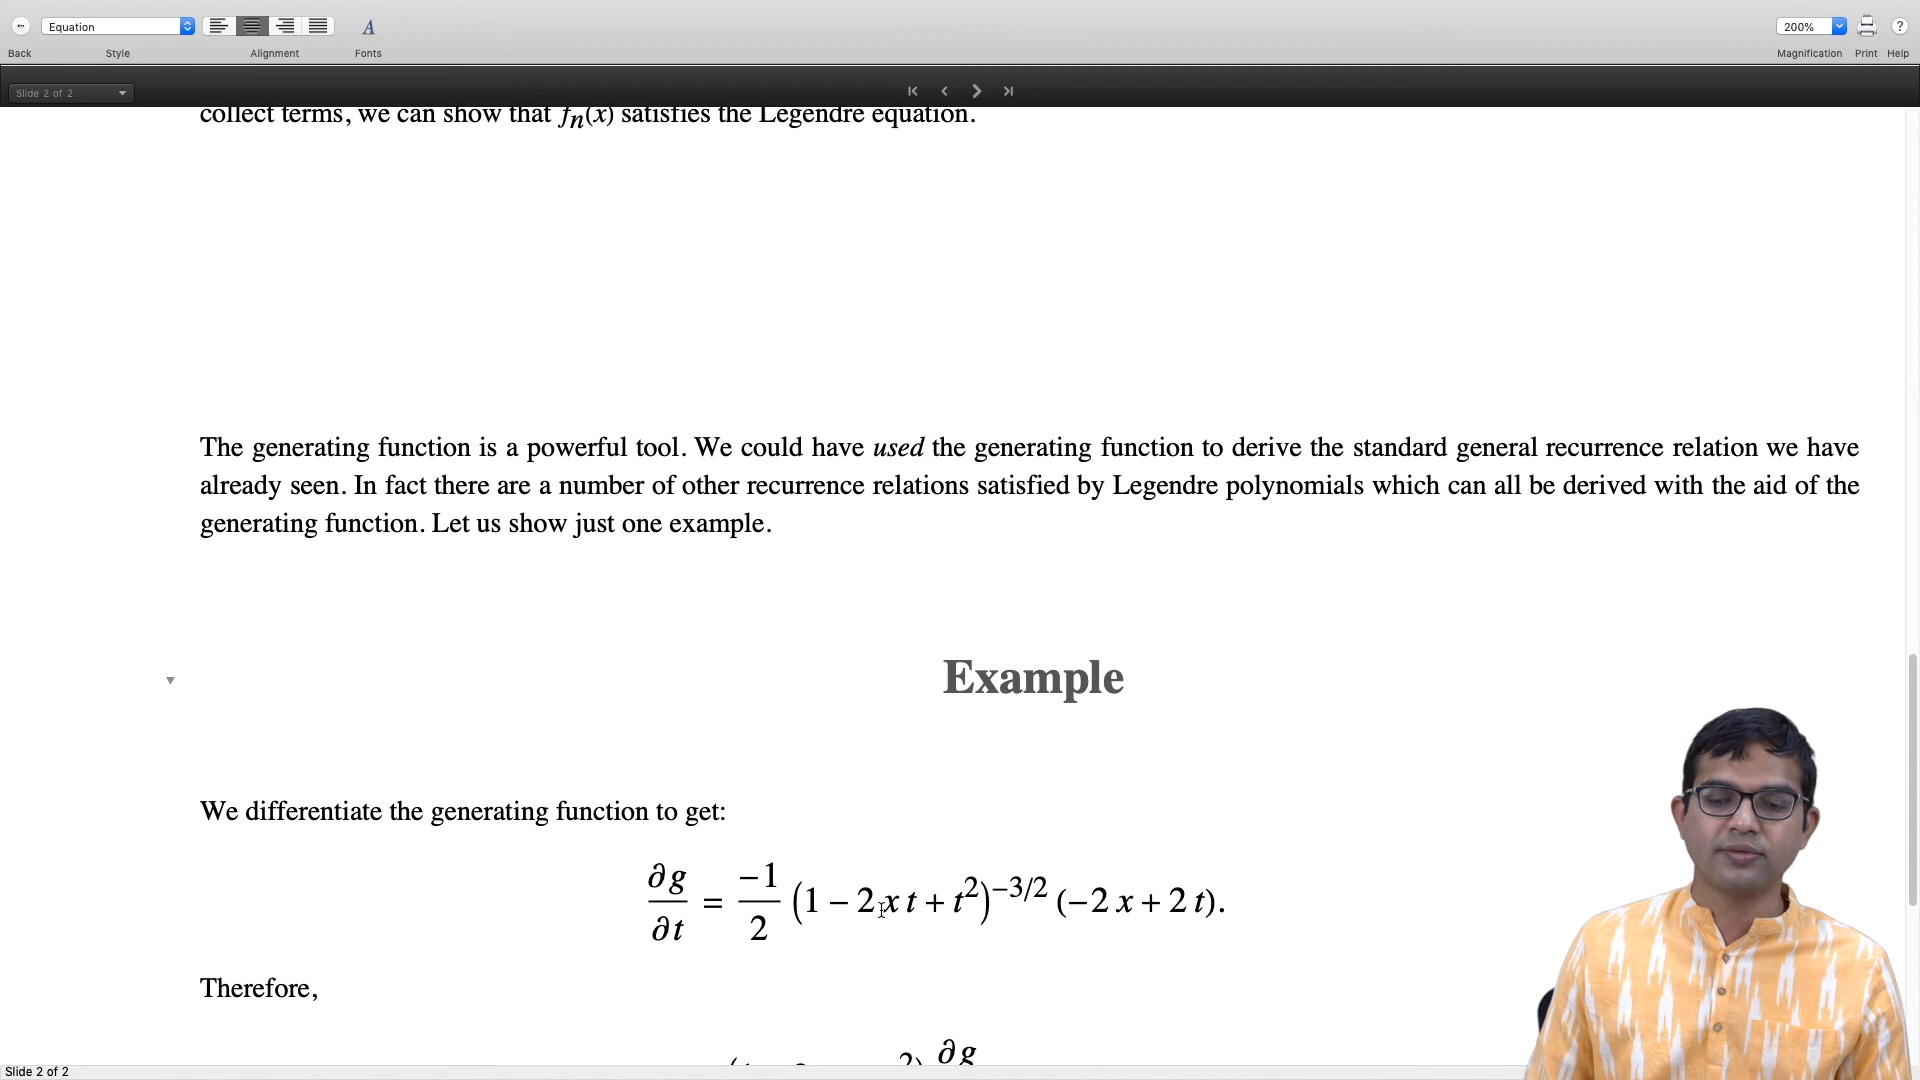 Equation
200%
Back
Style
Alignment
Fonts
Magnification
Print
Help
Slide 2 of 2
collect terms, we can show that fn(x) satisfies the Legendre equation.
The generating function is a powerful tool. We could have used the generating function to derive the standard general recurrence relation we have
already seen. In fact there are a number of other recurrence relations satisfied by Legendre polynomials which can all be derived with the aid of the
generating function. Let us show just one example.
Example
We differentiate the generating function to get:
∂g/∂t = −1/2 (1 − 2 x t + t²)^−3/2 (−2 x + 2 t).
Therefore,
∂g
Slide 2 of 2